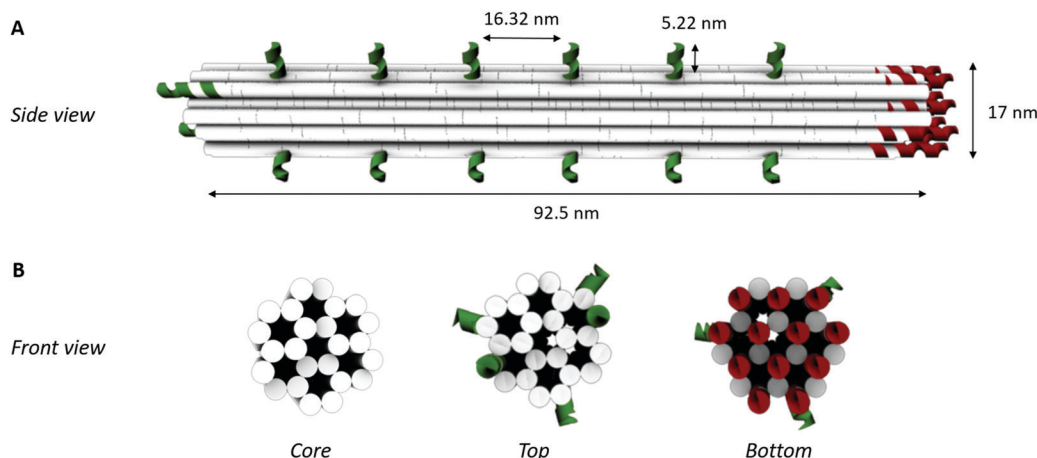 A
16.32 nm
5.22 nm
Side view
17 nm
92.5 nm
B
Front view
Core
Top
Bottom